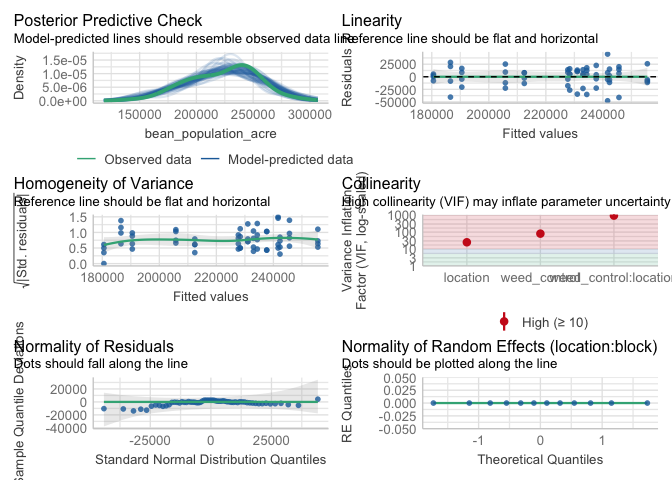 Posterior Predictive Check
Model-predicted lines should resemble observed data line
Density
1.5e-05
1.0e-05
5.0e-06
0.0e+00
150000
200000
250000
300000
bean_population_acre
Observed data
Model-predicted data
Linearity
Reference line should be flat and horizontal
Residuals
25000
0
-25000
-50000
180000
200000
220000
240000
Fitted values
Homogeneity of Variance
Reference line should be flat and horizontal
√|Std. residuals|
1.5
1.0
0.5
0.0
180000
200000
220000
240000
Fitted values
Collinearity
High collinearity (VIF) may inflate parameter uncertainty
Variance Inflation
Factor (VIF, log-scaled)
1000
10
3
1
location
weed_control
weed_control:location
High (≥ 10)
Normality of Residuals
Dots should fall along the line
Sample Quantile Deviations
20000
0
-20000
-40000
-25000
0
25000
Standard Normal Distribution Quantiles
Normality of Random Effects (location:block)
Dots should be plotted along the line
RE Quantiles
0.050
0.025
0.000
-0.025
-0.050
-1
0
1
Theoretical Quantiles